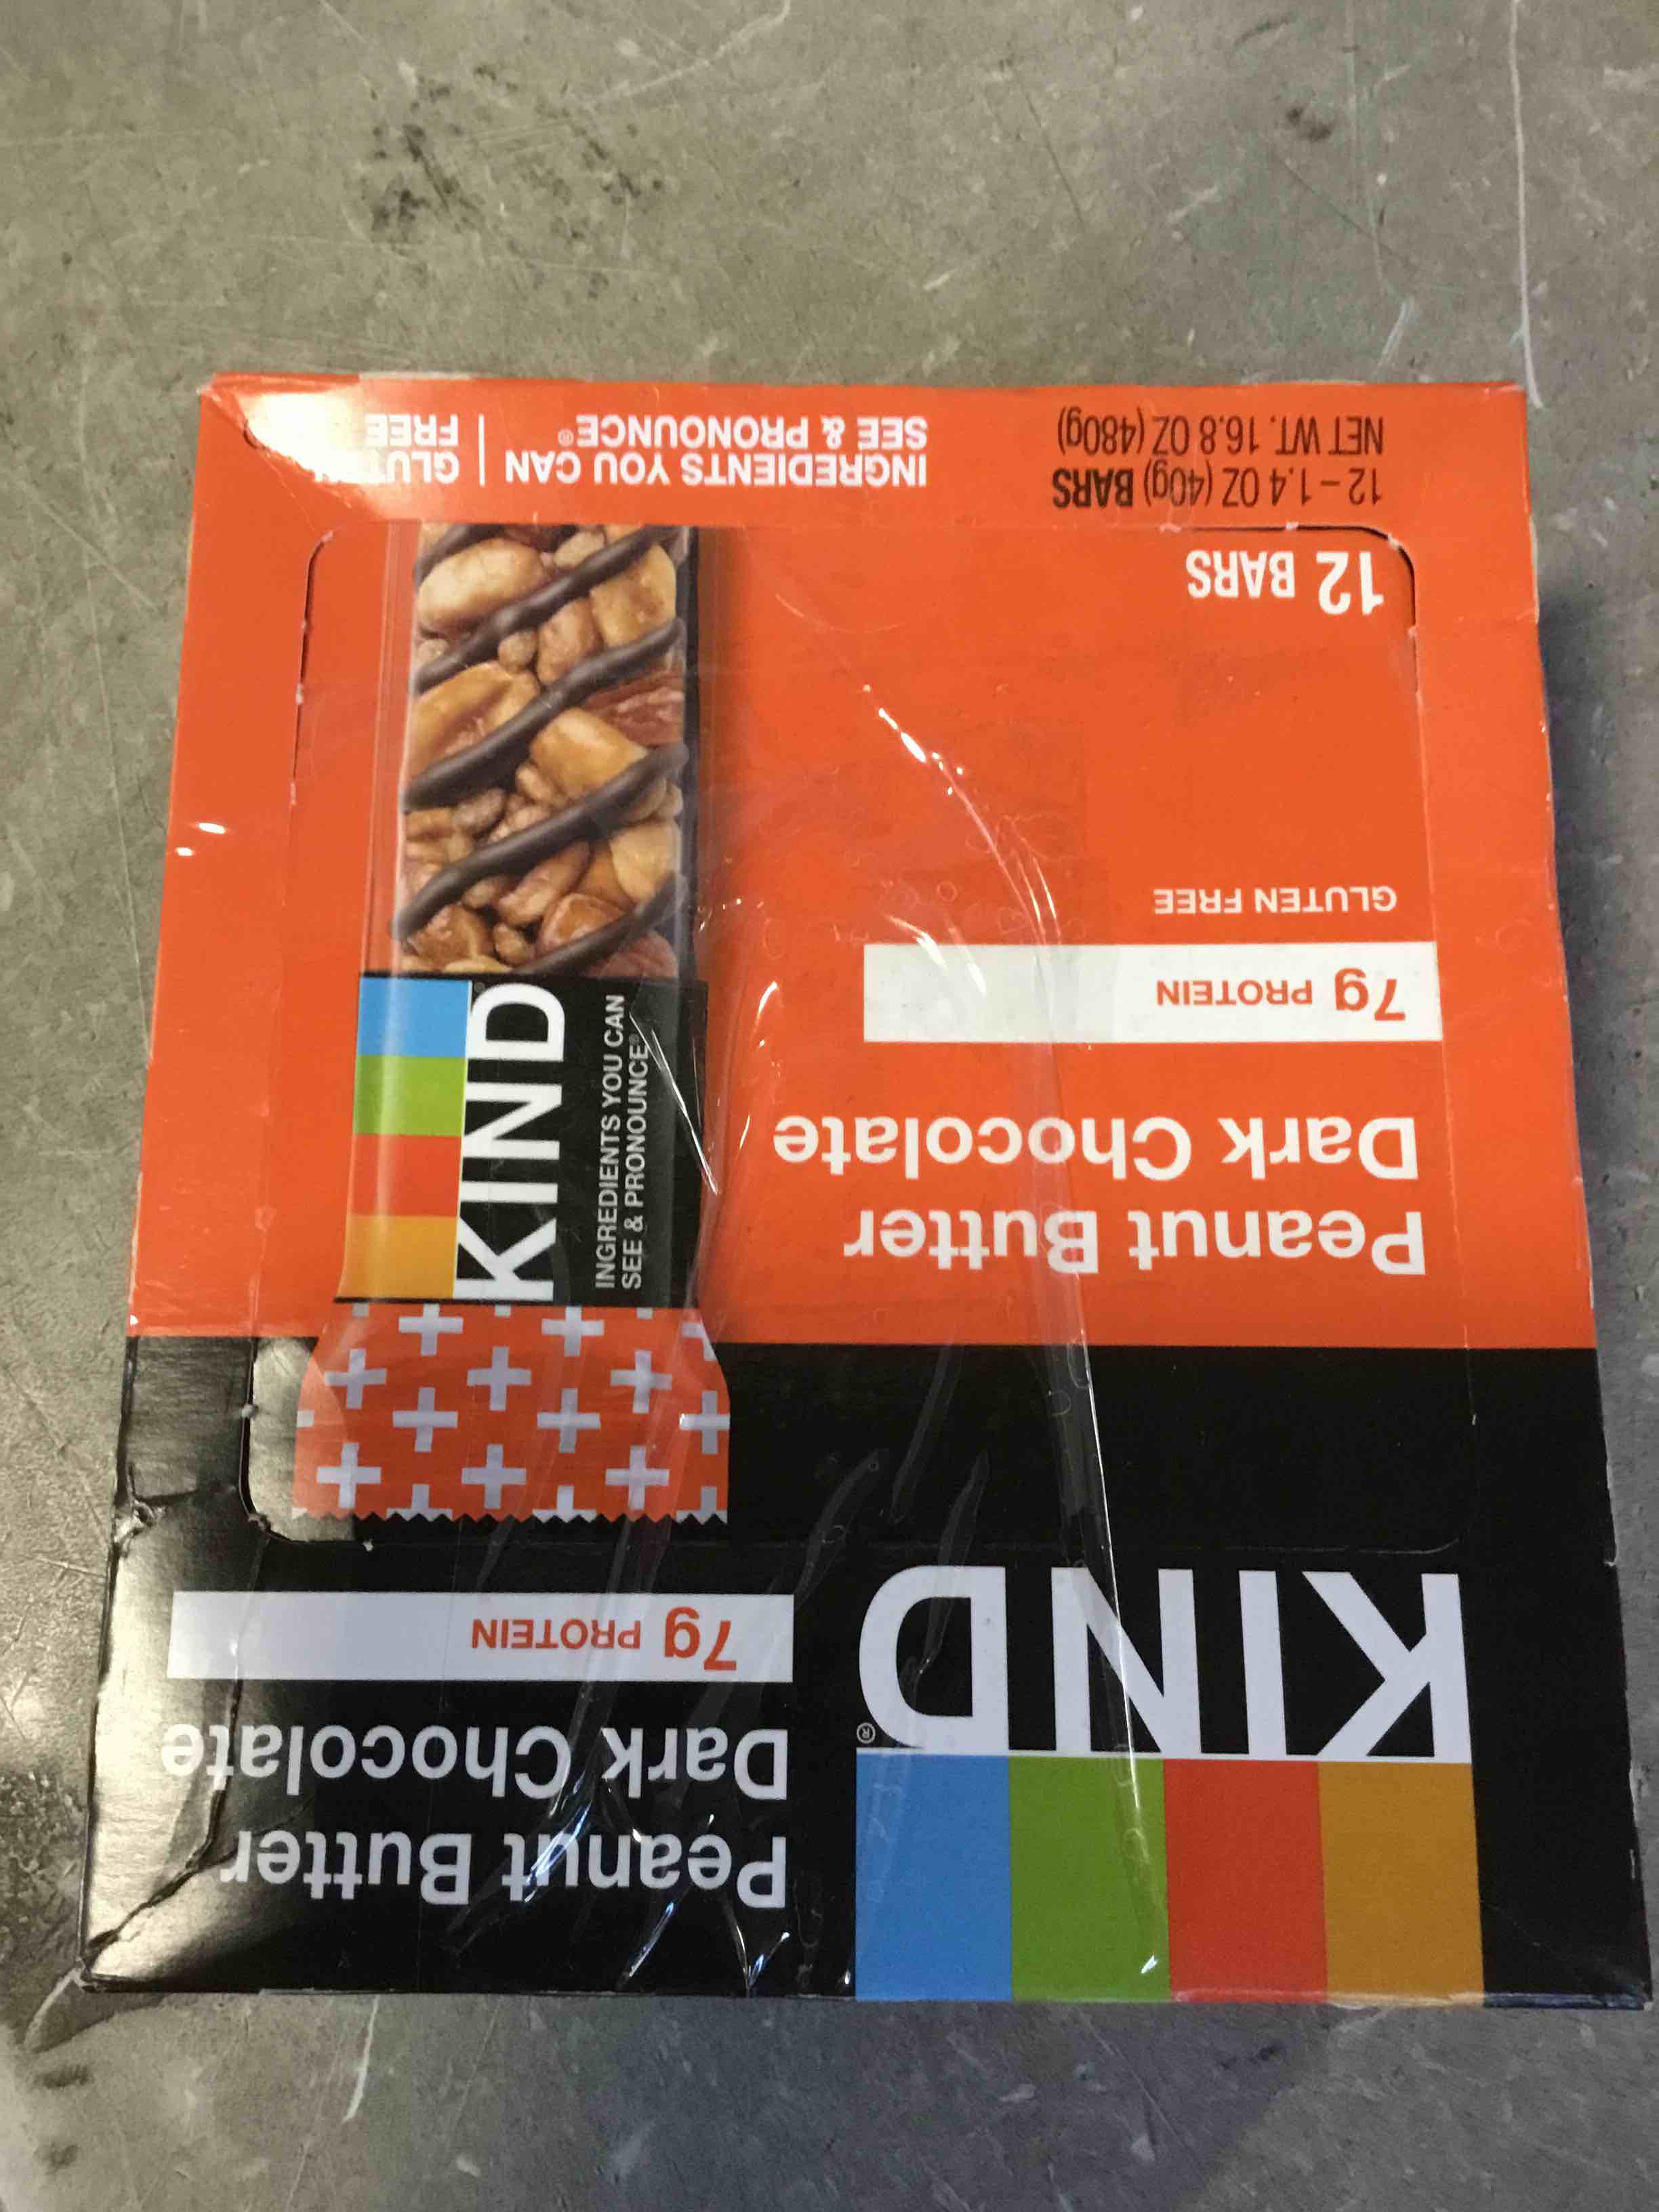 KIND®
Peanut Butter
Dark Chocolate
7g PROTEIN
Peanut Butter
Dark Chocolate
7g PROTEIN
GLUTEN FREE
12 BARS
KIND
INGREDIENTS YOU CAN
SEE & PRONOUNCE®
12–1.4 OZ (40g) BARS
NET WT. 16.8 OZ (480g)
INGREDIENTS YOU CAN
SEE & PRONOUNCE®
GLUTEN
FREE